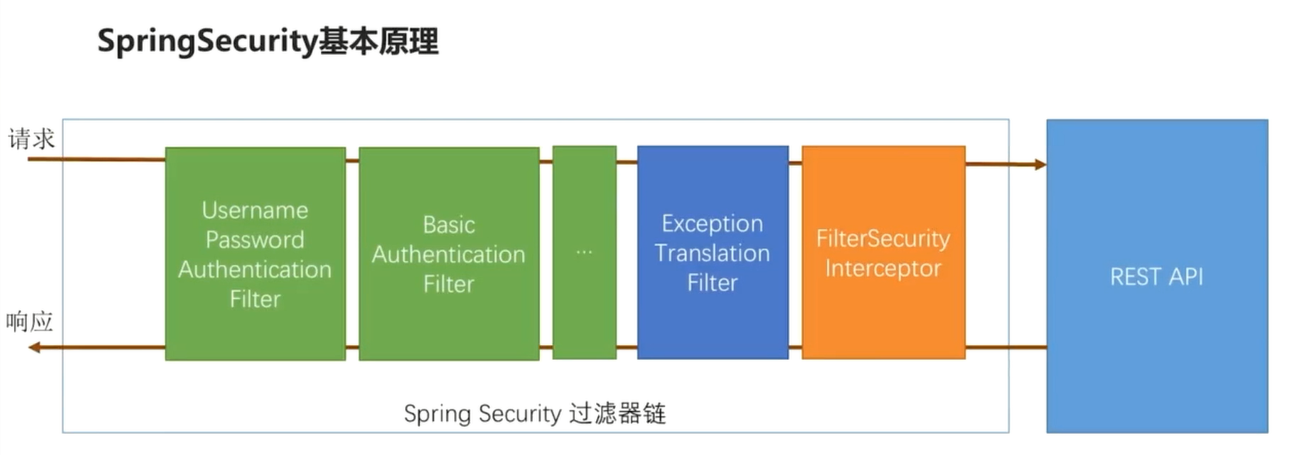 SpringSecurity基本原理
请求
Username
Password
Authentication
Filter
Basic
Authentication
Filter
...
Exception
Translation
Filter
FilterSecurity
Interceptor
REST API
响应
Spring Security 过滤器链